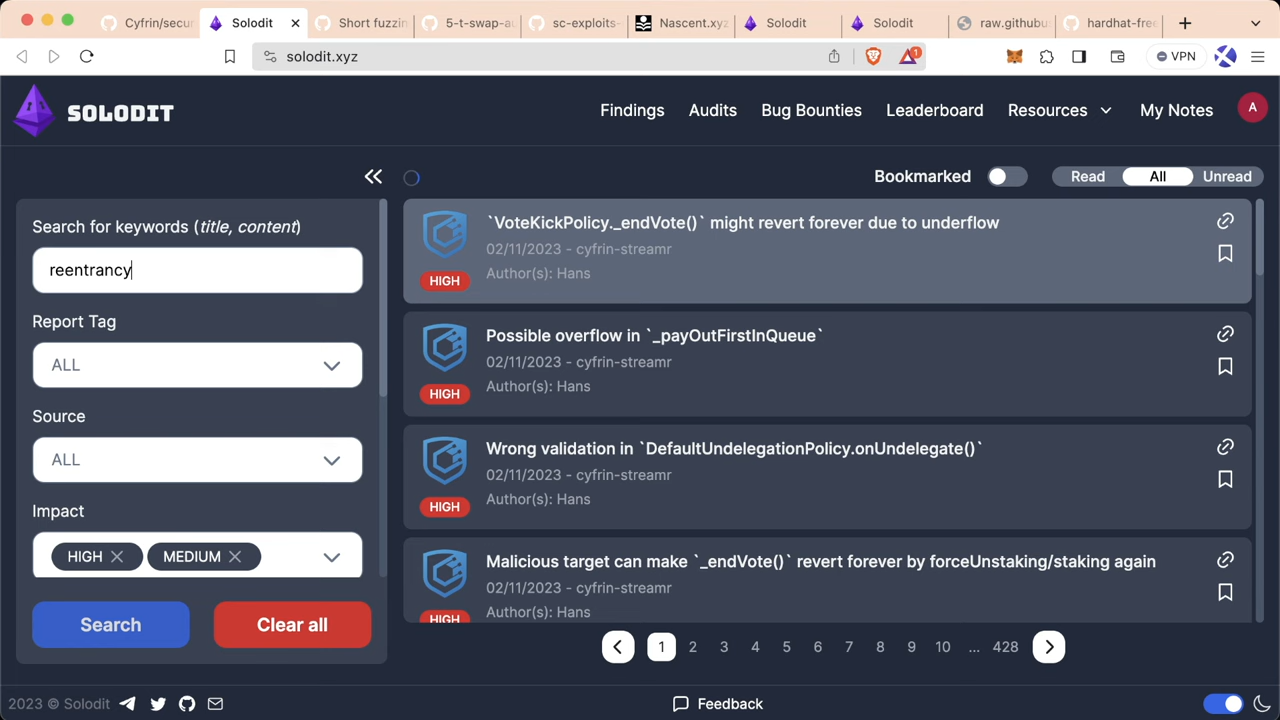 Cyfrin/secur
Solodit
Short fuzzin
5-t-swap-au
sc-exploits-
Nascent.xyz
Solodit
Solodit
raw.githubu
hardhat-free
solodit.xyz
1
VPN
SOLODIT
Findings
Audits
Bug Bounties
Leaderboard
Resources
My Notes
A
Bookmarked
Read
All
Unread
Search for keywords (title, content)
reentrancy
Report Tag
ALL
Source
ALL
Impact
HIGH
MEDIUM
Search
Clear all
`VoteKickPolicy._endVote()` might revert forever due to underflow
02/11/2023 - cyfrin-streamr
Author(s): Hans
HIGH
Possible overflow in `_payOutFirstInQueue`
02/11/2023 - cyfrin-streamr
Author(s): Hans
HIGH
Wrong validation in `DefaultUndelegationPolicy.onUndelegate()`
02/11/2023 - cyfrin-streamr
Author(s): Hans
HIGH
Malicious target can make `_endVote()` revert forever by forceUnstaking/staking again
02/11/2023 - cyfrin-streamr
Author(s): Hans
HIGH
1 2 3 4 5 6 7 8 9 10 ... 428
2023 © Solodit
Feedback